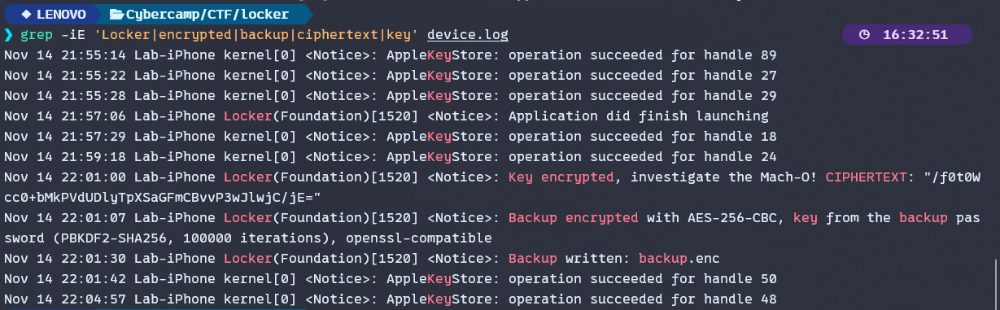 LENOVO Cybercamp/CTF/locker
❯ grep -iE 'Locker|encrypted|backup|ciphertext|key' device.log 16:32:51
Nov 14 21:55:14 Lab-iPhone kernel[0] <Notice>: AppleKeyStore: operation succeeded for handle 89
Nov 14 21:55:22 Lab-iPhone kernel[0] <Notice>: AppleKeyStore: operation succeeded for handle 27
Nov 14 21:55:28 Lab-iPhone kernel[0] <Notice>: AppleKeyStore: operation succeeded for handle 29
Nov 14 21:57:06 Lab-iPhone Locker(Foundation)[1520] <Notice>: Application did finish launching
Nov 14 21:57:29 Lab-iPhone kernel[0] <Notice>: AppleKeyStore: operation succeeded for handle 18
Nov 14 21:59:18 Lab-iPhone kernel[0] <Notice>: AppleKeyStore: operation succeeded for handle 24
Nov 14 22:01:00 Lab-iPhone Locker(Foundation)[1520] <Notice>: Key encrypted, investigate the Mach-O! CIPHERTEXT: "/f0t0W
cc0+bMkPVdUDlyTpXSaGFmCBvvP3wJlwjC/jE="
Nov 14 22:01:07 Lab-iPhone Locker(Foundation)[1520] <Notice>: Backup encrypted with AES-256-CBC, key from the backup pas
sword (PBKDF2-SHA256, 100000 iterations), openssl-compatible
Nov 14 22:01:30 Lab-iPhone Locker(Foundation)[1520] <Notice>: Backup written: backup.enc
Nov 14 22:01:42 Lab-iPhone kernel[0] <Notice>: AppleKeyStore: operation succeeded for handle 50
Nov 14 22:04:57 Lab-iPhone kernel[0] <Notice>: AppleKeyStore: operation succeeded for handle 48